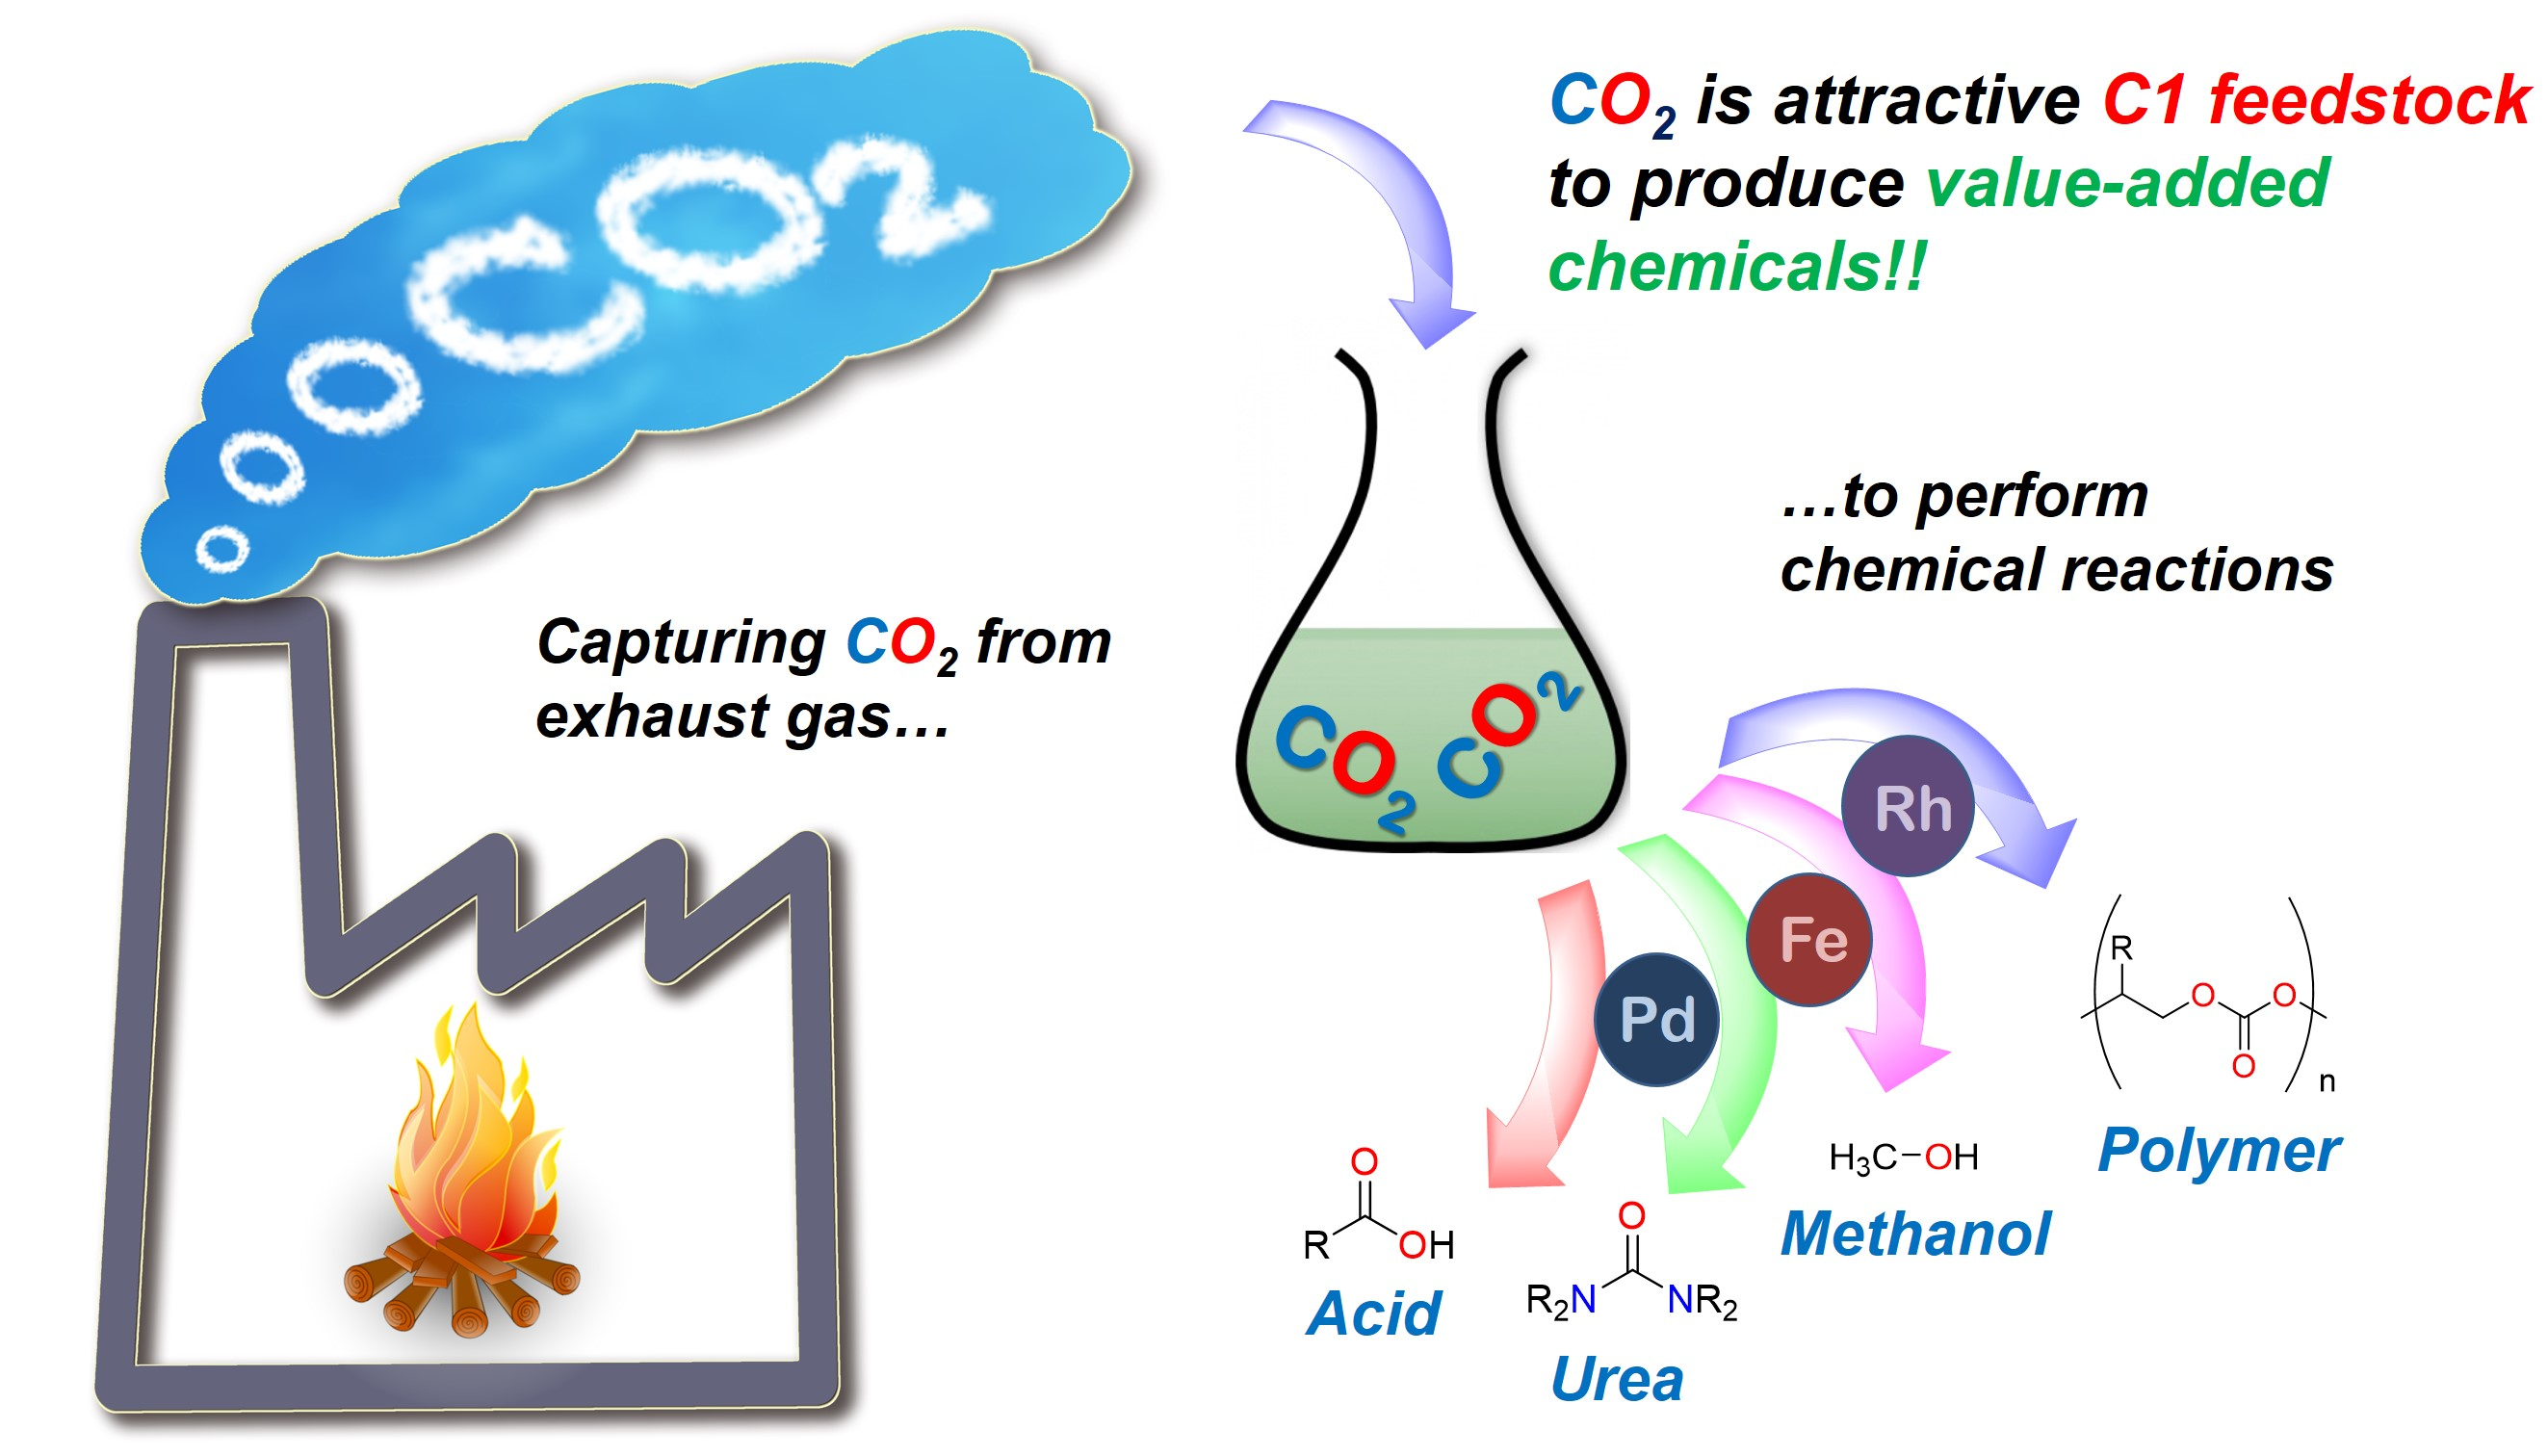 CO2
CO2 is attractive C1 feedstock
to produce value-added
chemicals!!
…to perform
chemical reactions
Capturing CO2 from
exhaust gas…
CO2
CO2
Rh
Fe
Pd
R
O
O
O
n
Polymer
H3C-OH
Methanol
O
R
OH
Acid
O
R2N
NR2
Urea